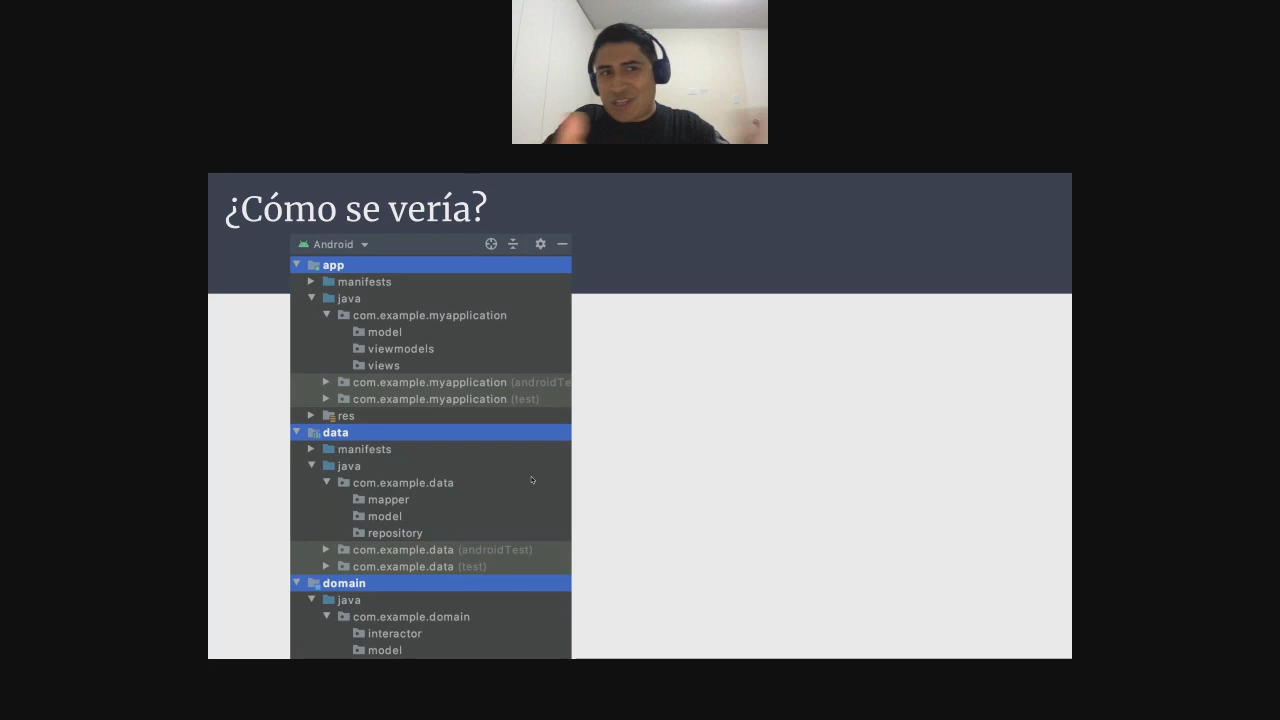 ¿Cómo se vería?
Android
app
manifests
java
com.example.myapplication
model
viewmodels
views
com.example.myapplication (androidTe
com.example.myapplication (test)
res
data
manifests
java
com.example.data
mapper
model
repository
com.example.data (androidTest)
com.example.data (test)
domain
java
com.example.domain
interactor
model